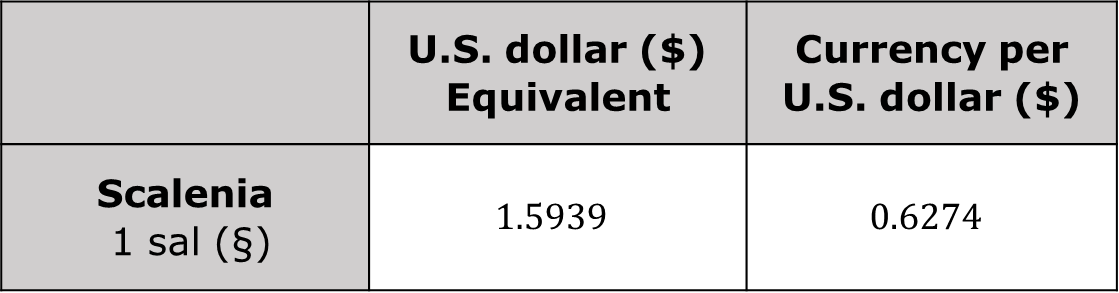 U.S. dollar ($)
Equivalent
Currency per
U.S. dollar ($)
Scalenia
1 sal (§)
1.5939
0.6274